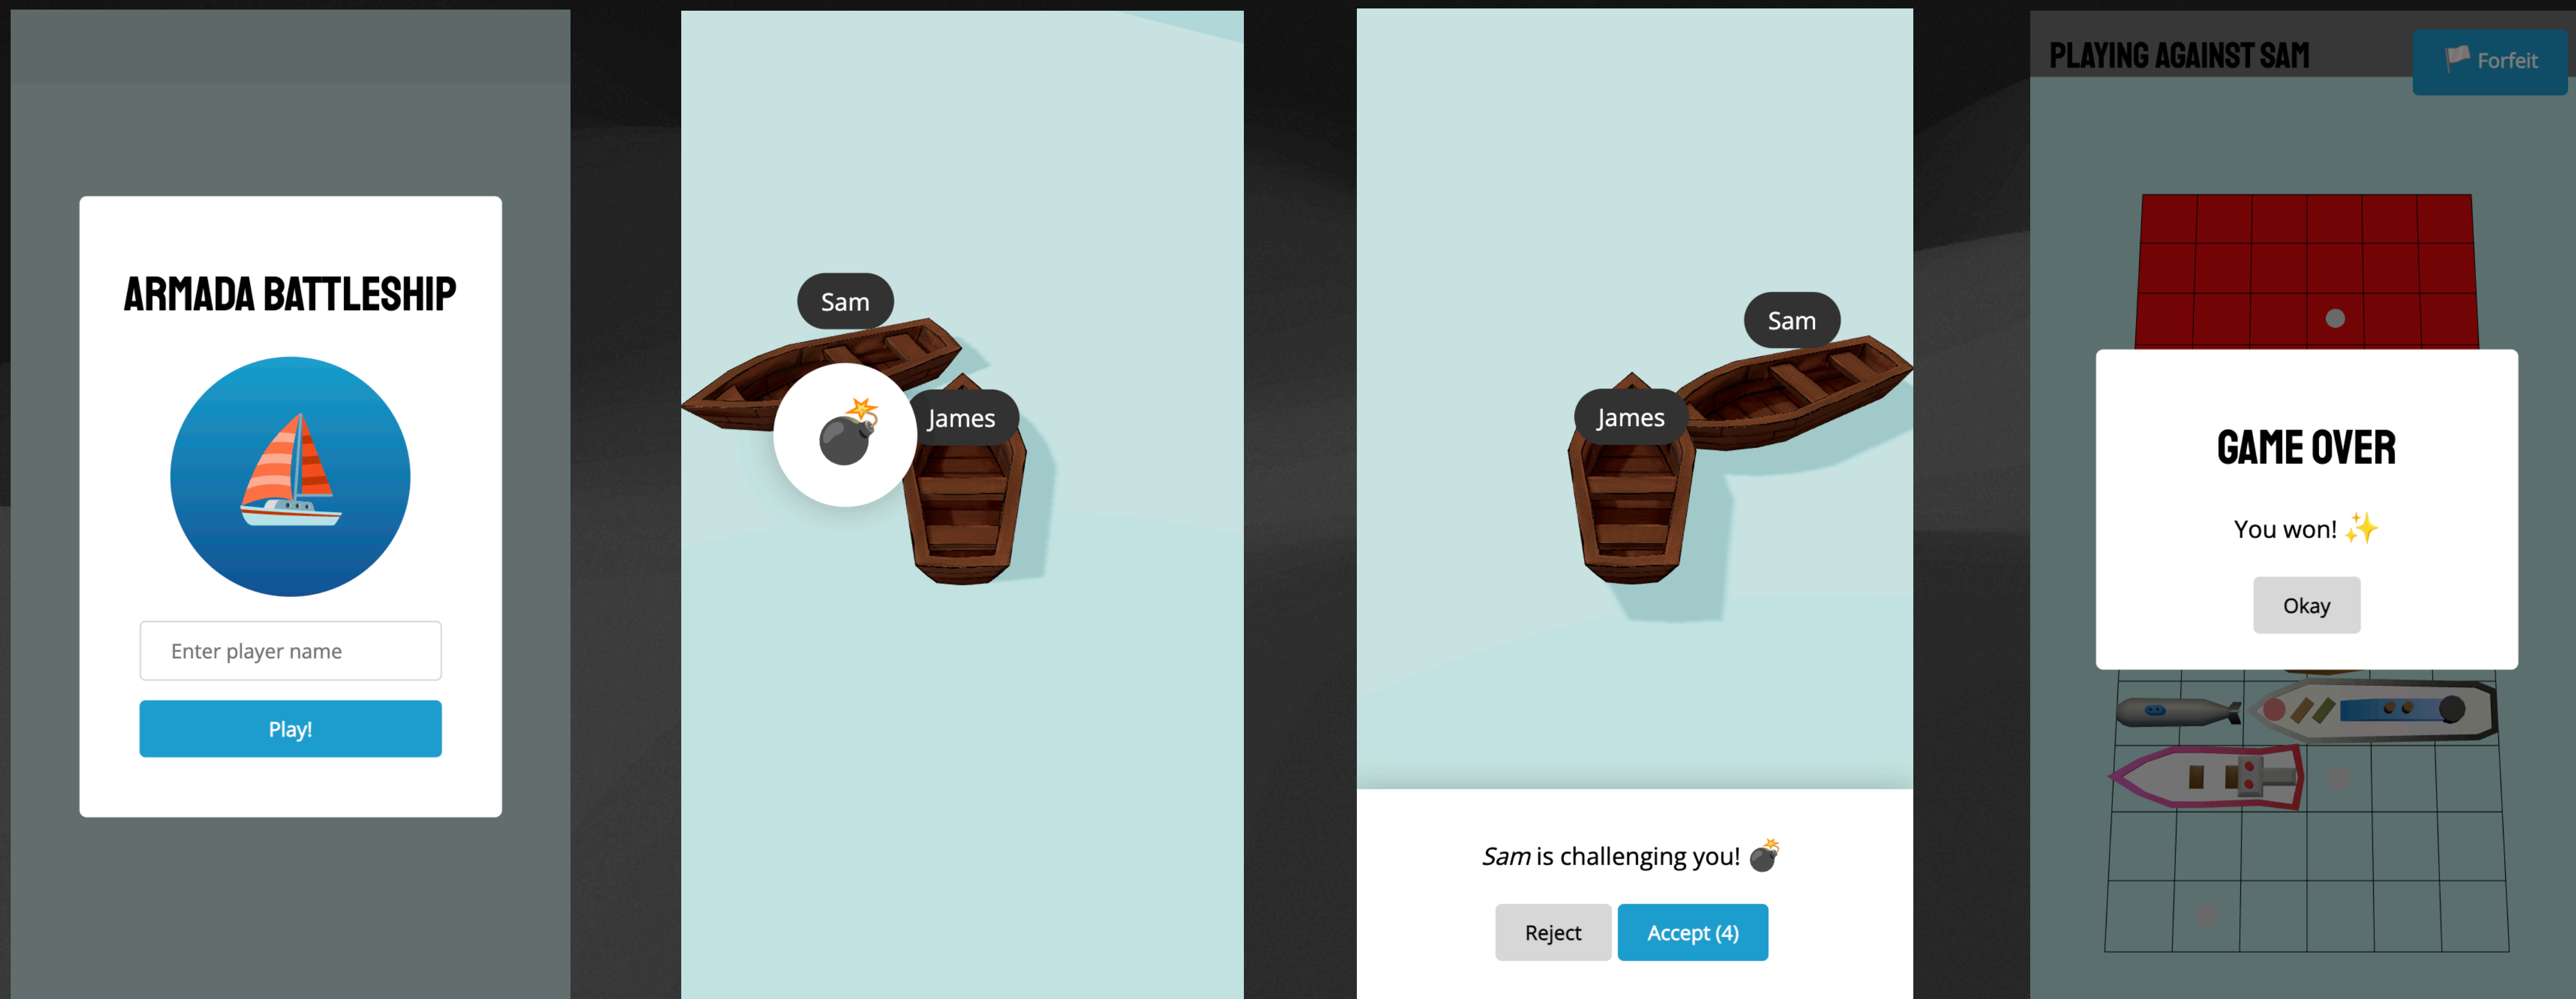 ARMADA BATTLESHIP
Enter player name
Play!
Sam
James
Sam
James
Sam is challenging you!
Reject
Accept (4)
PLAYING AGAINST SAM
Forfeit
GAME OVER
You won!
Okay